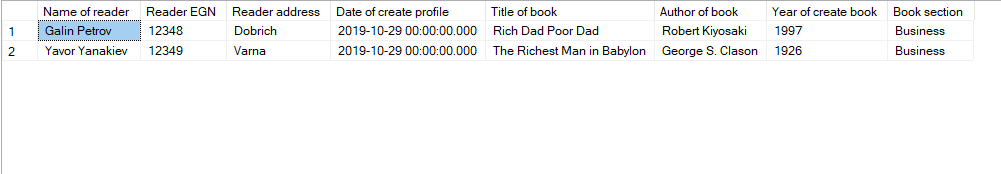 Name of reader Reader EGN Reader address Date of create profile Title of book Author of book Year of create book Book section
1 Galin Petrov 12348 Dobrich 2019-10-29 00:00:00.000 Rich Dad Poor Dad Robert Kiyosaki 1997 Business
2 Yavor Yanakiev 12349 Varna 2019-10-29 00:00:00.000 The Richest Man in Babylon George S. Clason 1926 Business